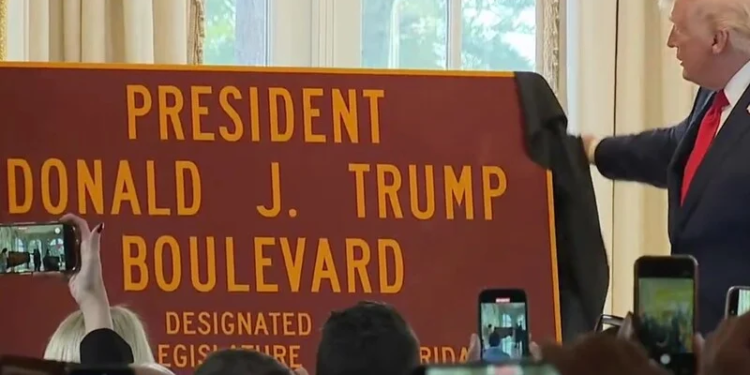 PRESIDENT
DONALD J. TRUMP
BOULEVARD
DESIGNATED